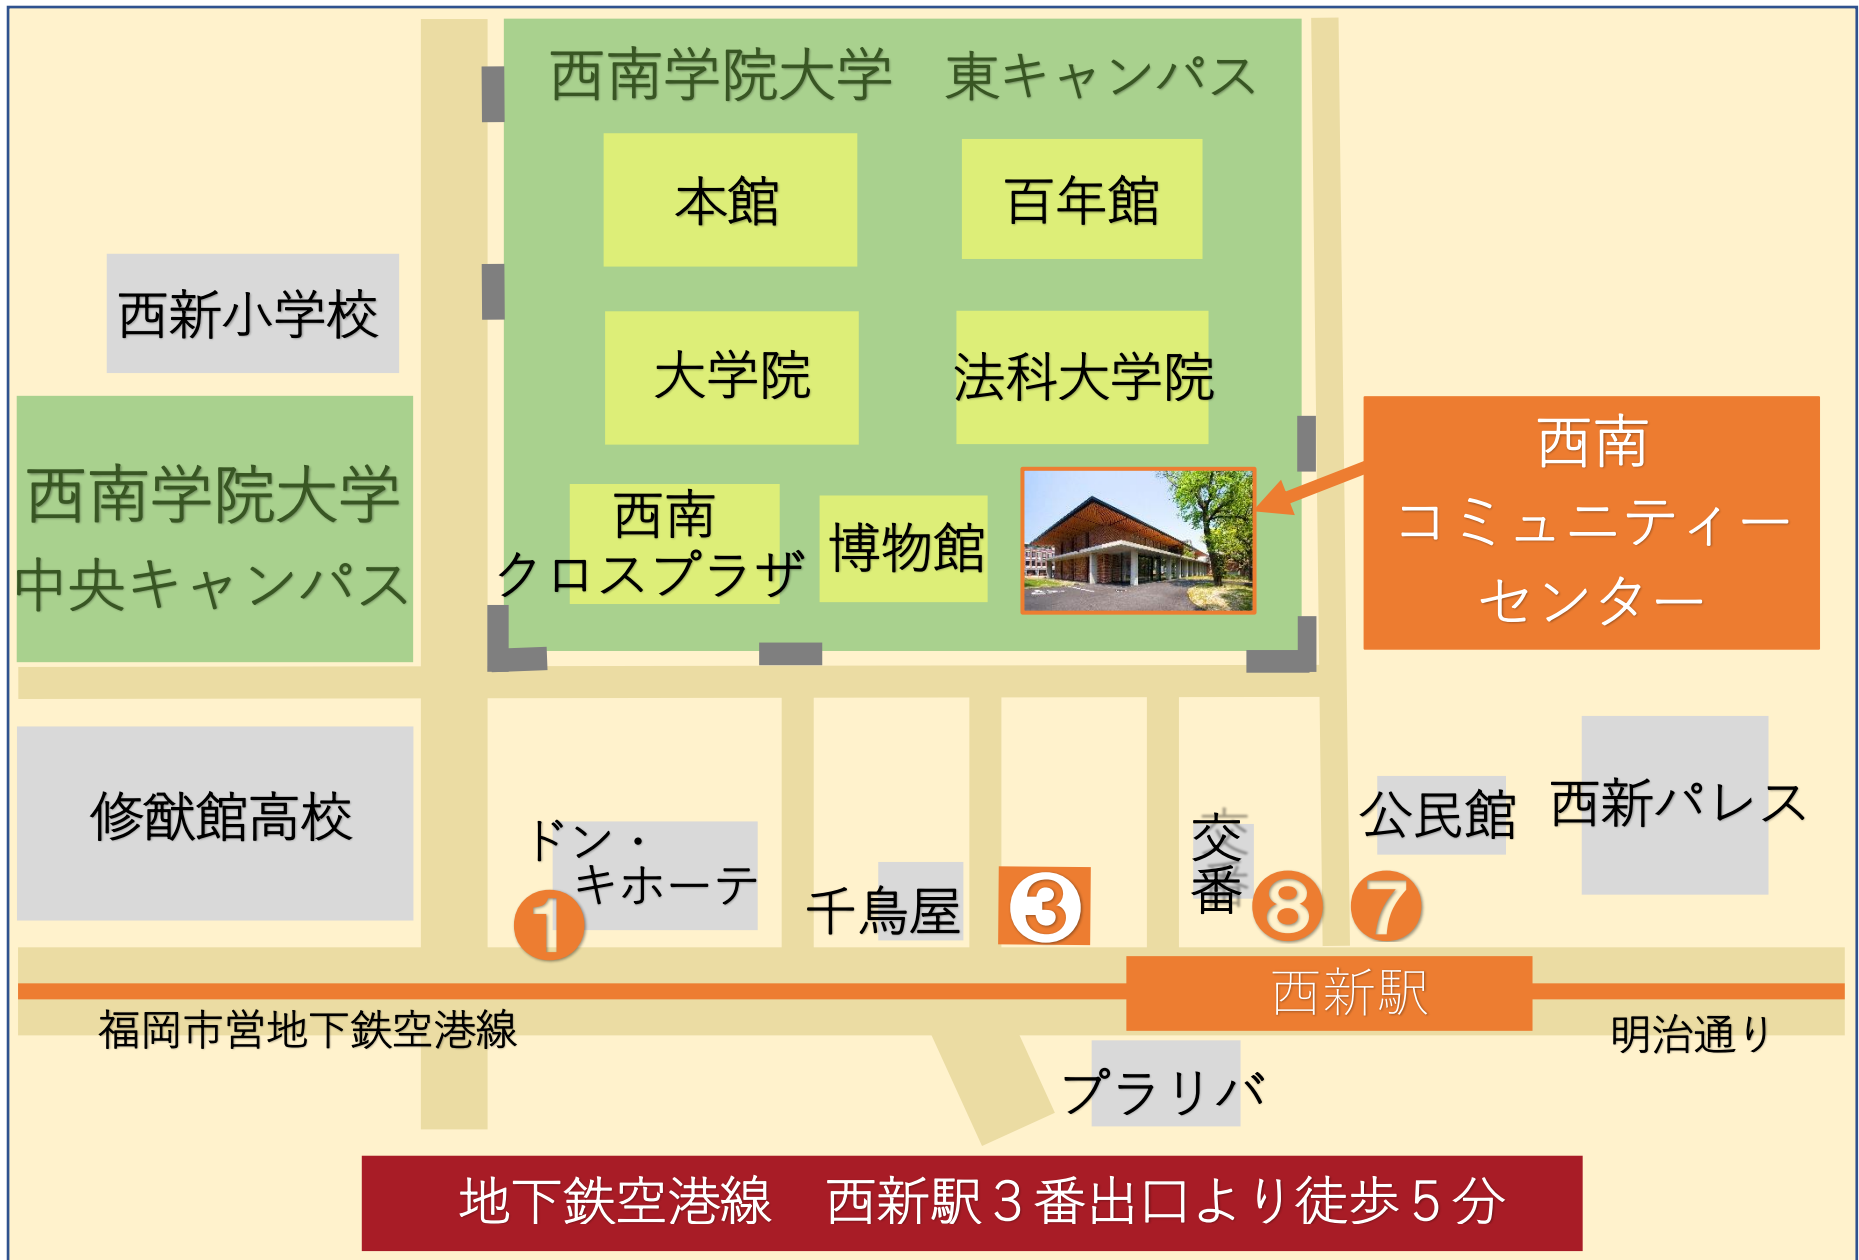 西南学院大学　東キャンパス
本館
百年館
西新小学校
大学院
法科大学院
西南学院大学
中央キャンパス
西南
クロスプラザ
博物館
西南
コミュニティー
センター
修猷館高校
ドン・
キホーテ
❶
千鳥屋
❸
交番
❽
❼
公民館
西新パレス
西新駅
福岡市営地下鉄空港線
明治通り
プラリバ
地下鉄空港線　西新駅３番出口より徒歩５分